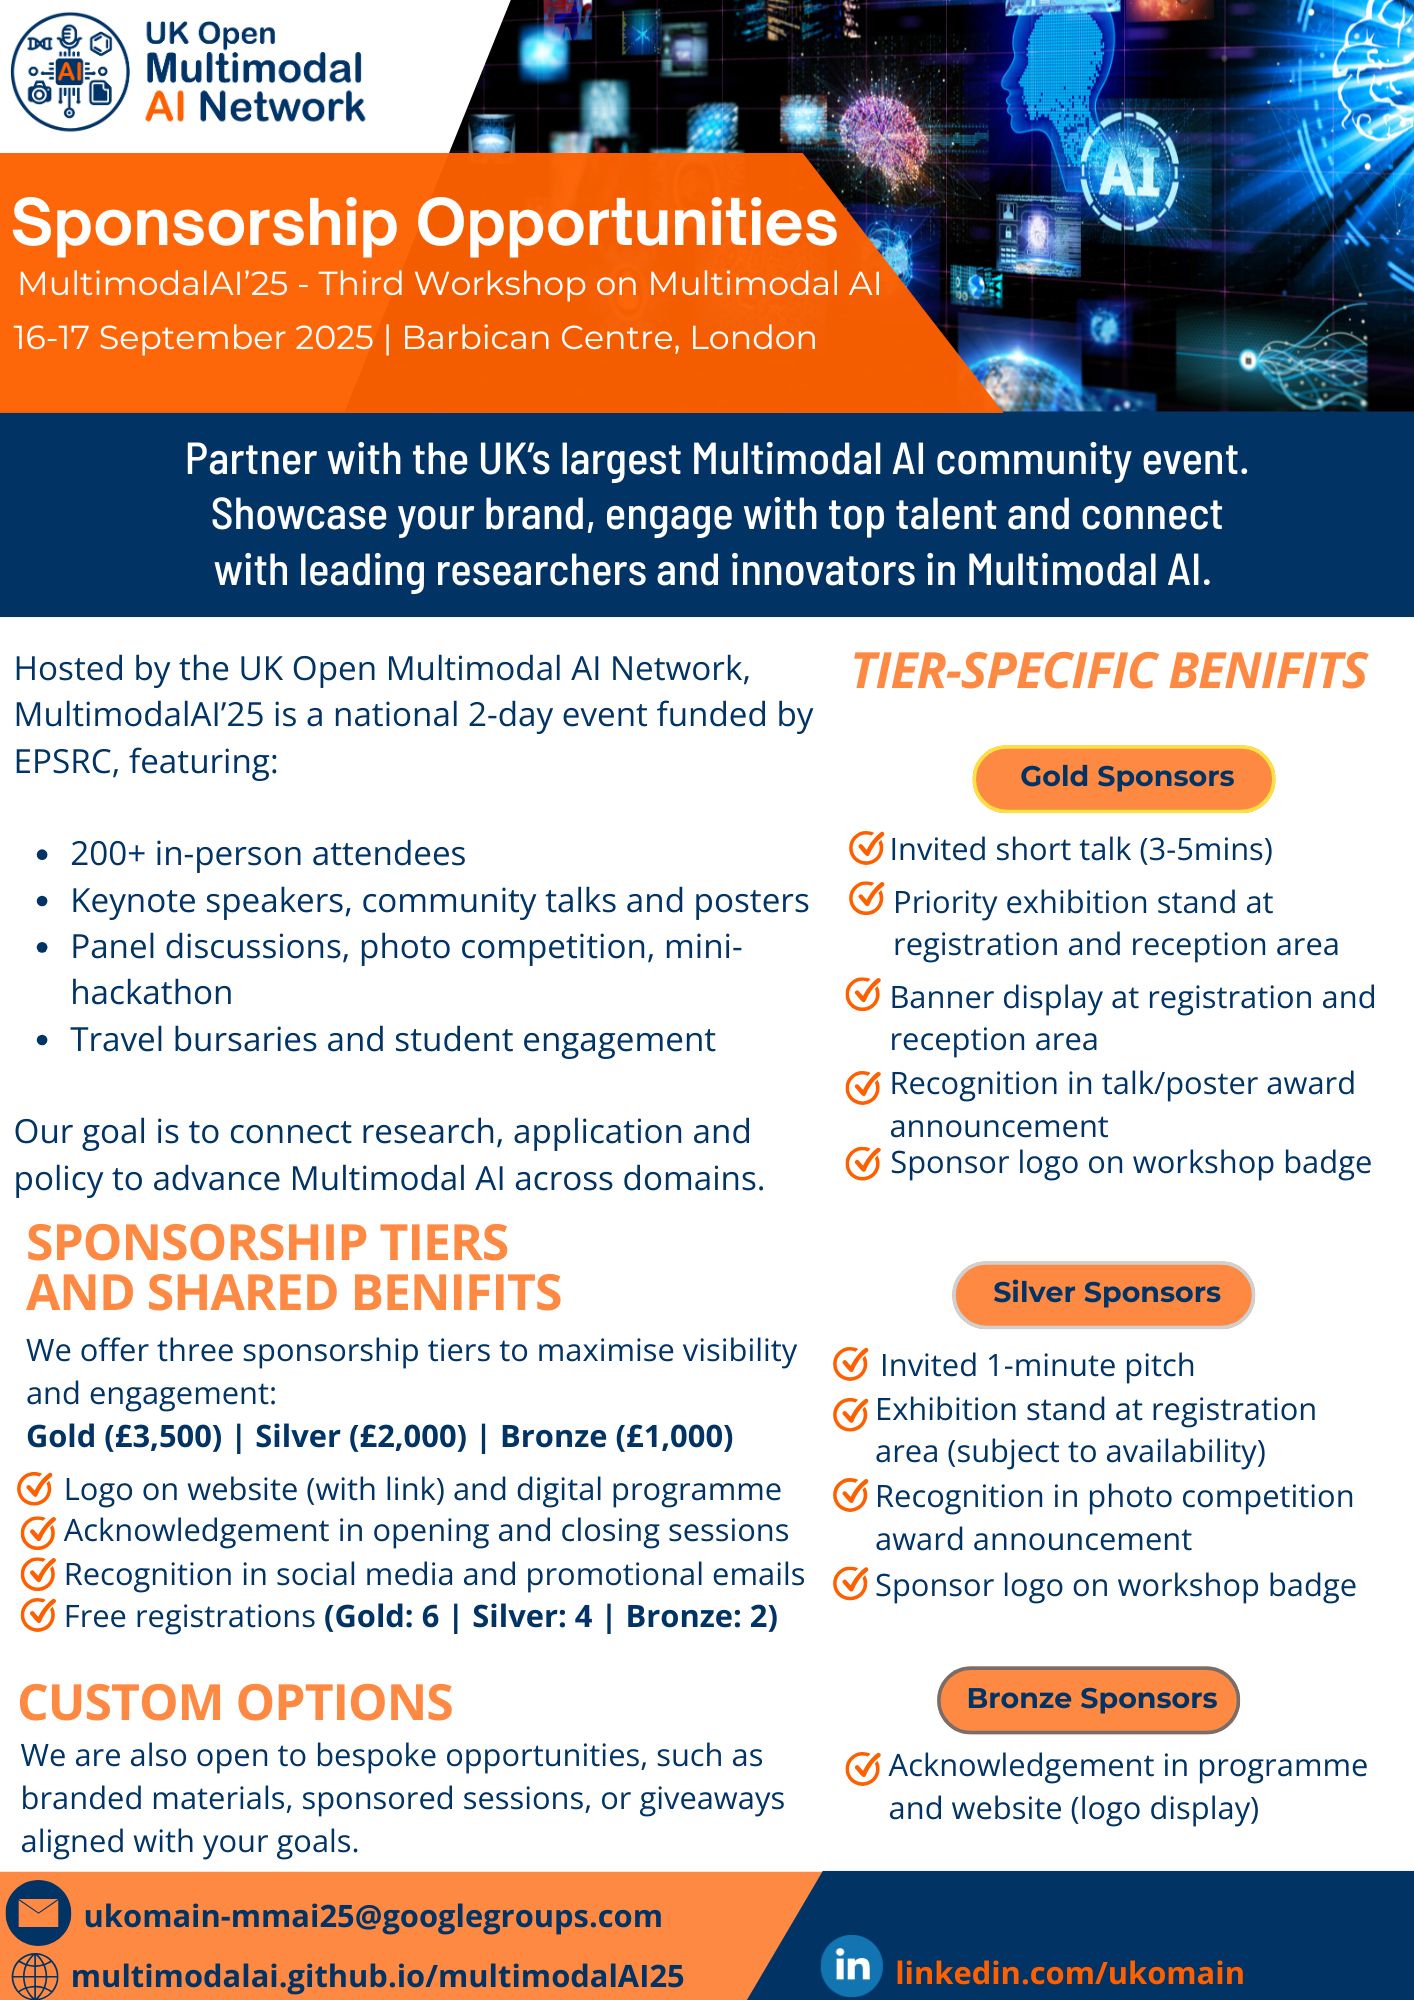 UK Open
Multimodal
AI Network
AI
AI
Sponsorship Opportunities
MultimodalAI’25 - Third Workshop on Multimodal AI
16-17 September 2025 | Barbican Centre, London
Partner with the UK’s largest Multimodal AI community event.
Showcase your brand, engage with top talent and connect
with leading researchers and innovators in Multimodal AI.
Hosted by the UK Open Multimodal AI Network,
MultimodalAI’25 is a national 2-day event funded by
EPSRC, featuring:
• 200+ in-person attendees
• Keynote speakers, community talks and posters
• Panel discussions, photo competition, mini-
hackathon
• Travel bursaries and student engagement
Our goal is to connect research, application and
policy to advance Multimodal AI across domains.
SPONSORSHIP TIERS
AND SHARED BENIFITS
We offer three sponsorship tiers to maximise visibility
and engagement:
Gold (£3,500) | Silver (£2,000) | Bronze (£1,000)
Logo on website (with link) and digital programme
Acknowledgement in opening and closing sessions
Recognition in social media and promotional emails
Free registrations (Gold: 6 | Silver: 4 | Bronze: 2)
CUSTOM OPTIONS
We are also open to bespoke opportunities, such as
branded materials, sponsored sessions, or giveaways
aligned with your goals.
TIER-SPECIFIC BENIFITS
Gold Sponsors
Invited short talk (3-5mins)
Priority exhibition stand at
registration and reception area
Banner display at registration and
reception area
Recognition in talk/poster award
announcement
Sponsor logo on workshop badge
Silver Sponsors
Invited 1-minute pitch
Exhibition stand at registration
area (subject to availability)
Recognition in photo competition
award announcement
Sponsor logo on workshop badge
Bronze Sponsors
Acknowledgement in programme
and website (logo display)
ukomain-mmai25@googlegroups.com
multimodalai.github.io/multimodalAI25
in
linkedin.com/ukomain